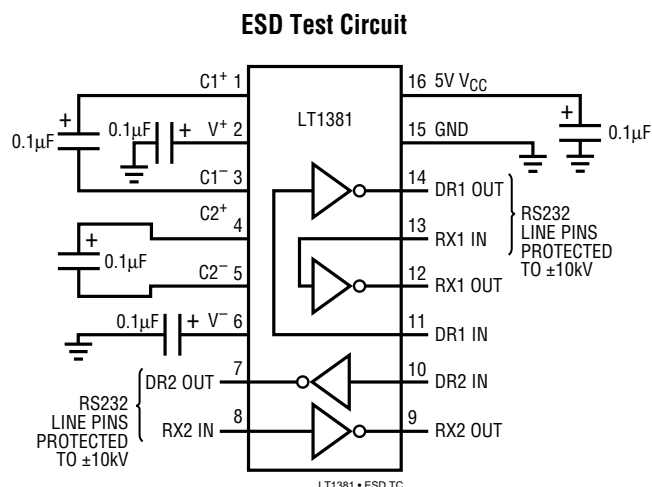 ESD Test Circuit
C1+ 1
16 5V VCC
+
0.1µF
0.1µF
+
V+ 2
LT1381
15 GND
+
0.1µF
C1− 3
14 DR1 OUT
C2+
4
13
RX1 IN
RS232
LINE PINS
PROTECTED
TO ±10kV
+
0.1µF
C2− 5
12
RX1 OUT
0.1µF
+
V− 6
11
DR1 IN
7
DR2 OUT
10
DR2 IN
RS232
LINE PINS
PROTECTED
TO ±10kV
8
RX2 IN
9
RX2 OUT
LT1381 • ESD TC